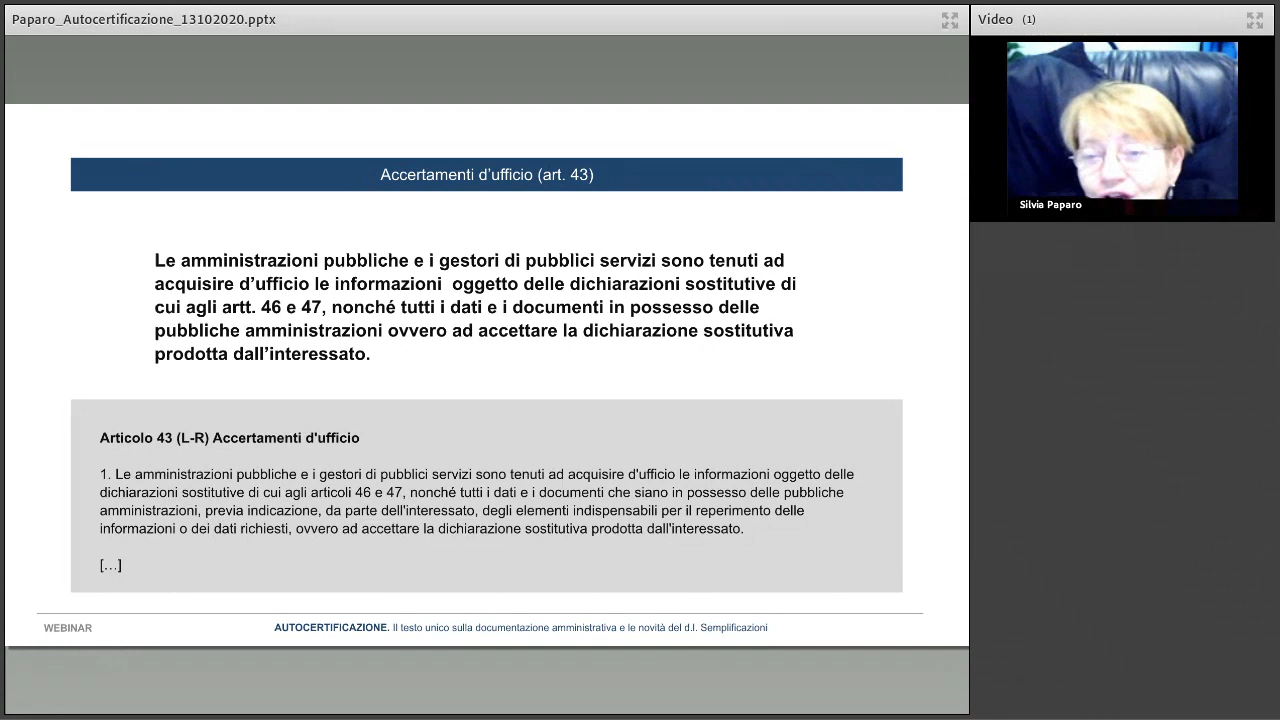 Paparo_Autocertificazione_13102020.pptx
Video (1)
Silvia Paparo
Accertamenti d'ufficio (art. 43)
Le amministrazioni pubbliche e i gestori di pubblici servizi sono tenuti ad
acquisire d'ufficio le informazioni  oggetto delle dichiarazioni sostitutive di
cui agli artt. 46 e 47, nonché tutti i dati e i documenti in possesso delle
pubbliche amministrazioni ovvero ad accettare la dichiarazione sostitutiva
prodotta dall'interessato.
Articolo 43 (L-R) Accertamenti d'ufficio
1. Le amministrazioni pubbliche e i gestori di pubblici servizi sono tenuti ad acquisire d'ufficio le informazioni oggetto delle
dichiarazioni sostitutive di cui agli articoli 46 e 47, nonché tutti i dati e i documenti che siano in possesso delle pubbliche
amministrazioni, previa indicazione, da parte dell'interessato, degli elementi indispensabili per il reperimento delle
informazioni o dei dati richiesti, ovvero ad accettare la dichiarazione sostitutiva prodotta dall'interessato.
[…]
WEBINAR
AUTOCERTIFICAZIONE. Il testo unico sulla documentazione amministrativa e le novità del d.l. Semplificazioni